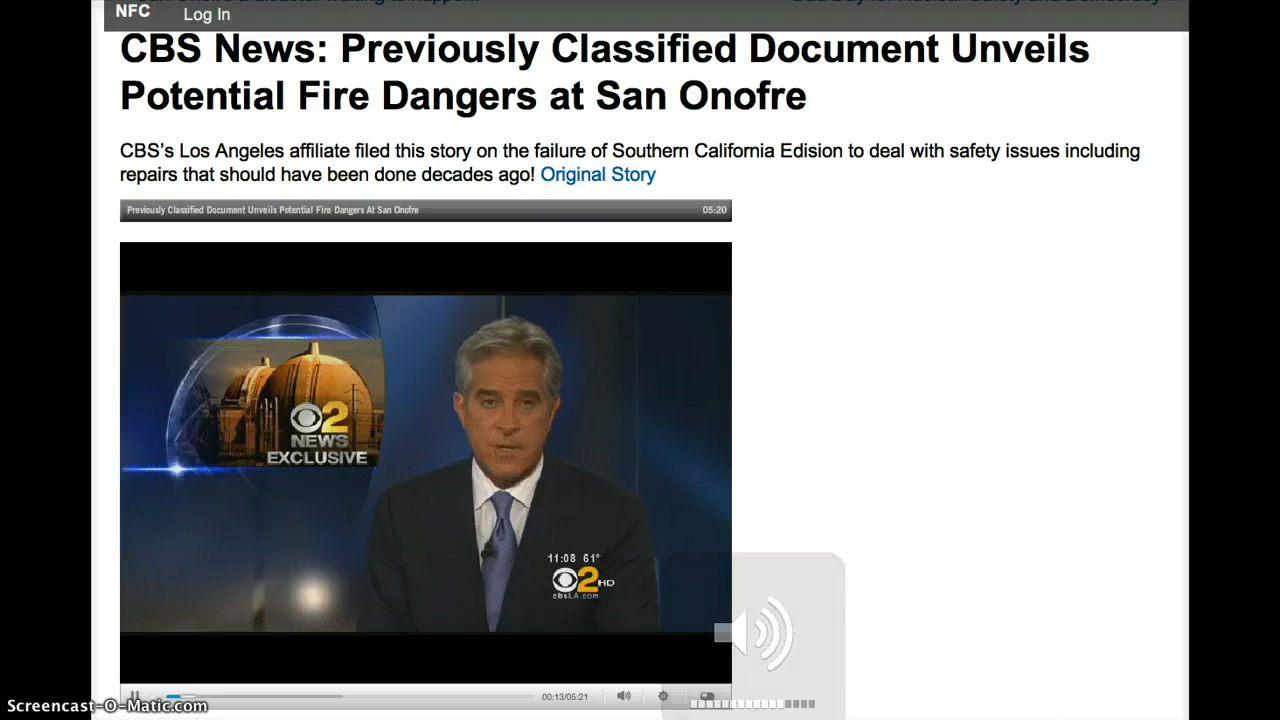 NFC Log In
CBS News: Previously Classified Document Unveils
Potential Fire Dangers at San Onofre
CBS's Los Angeles affiliate filed this story on the failure of Southern California Edision to deal with safety issues including
repairs that should have been done decades ago! Original Story
Previously Classified Document Unveils Potential Fire Dangers At San Onofre 05:20
2
NEWS
EXCLUSIVE
11:08 61°
2 HD
cbsLA.com
00:13/05:21
Screencast-O-Matic.com